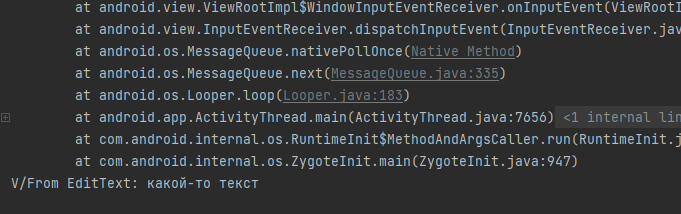 at android.view.ViewRootImpl$WindowInputEventReceiver.onInputEvent(ViewRootI
at android.view.InputEventReceiver.dispatchInputEvent(InputEventReceiver.jav
at android.os.MessageQueue.nativePollOnce(Native Method)
at android.os.MessageQueue.next(MessageQueue.java:335)
at android.os.Looper.loop(Looper.java:183)
at android.app.ActivityThread.main(ActivityThread.java:7656) <1 internal lin
at com.android.internal.os.RuntimeInit$MethodAndArgsCaller.run(RuntimeInit.j
at com.android.internal.os.ZygoteInit.main(ZygoteInit.java:947)
V/From EditText: какой-то текст